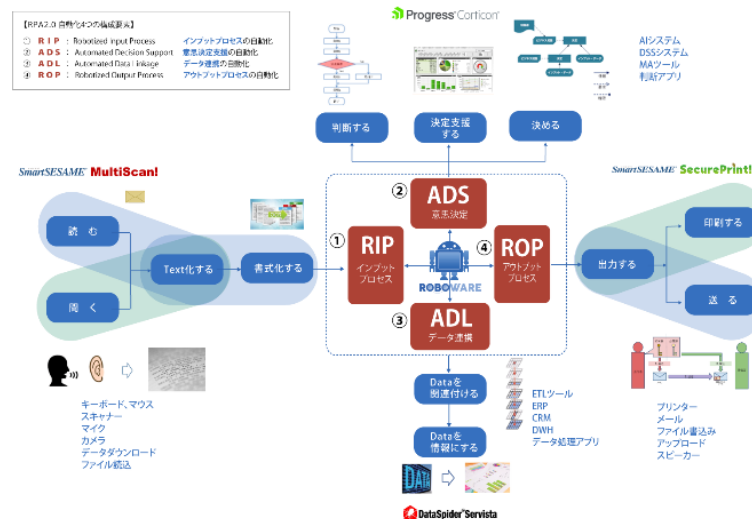 【RPA2.0 自動化4つの構成要素】
① RIP : Robotized Input Process インプットプロセスの自動化
② ADS : Automated Decision Support 意思決定支援の自動化
③ ADL : Automated Data Linkage データ連携の自動化
④ ROP : Robotized Output Process アウトプットプロセスの自動化
Progress Corticon
AIシステム
DSSシステム
MAツール
判断アプリ
判断する
決定支援
する
決める
SmartSESAME MultiScan!
SmartSESAME SecurePrint!
読 む
聞 く
Text化する
書式化する
①
RIP
インプット
プロセス
②
ADS
意思決定
④
ROP
アウトプット
プロセス
ROBOWARE
③
ADL
データ連携
出力する
印刷する
送 る
キーボード、マウス
スキャナー
マイク
カメラ
データダウンロード
ファイル読込
Dataを
関連付ける
Dataを
情報にする
ETLツール
ERP
CRM
DWH
データ処理アプリ
プリンター
メール
ファイル書込み
アップロード
スピーカー
DATA
DataSpider Servista